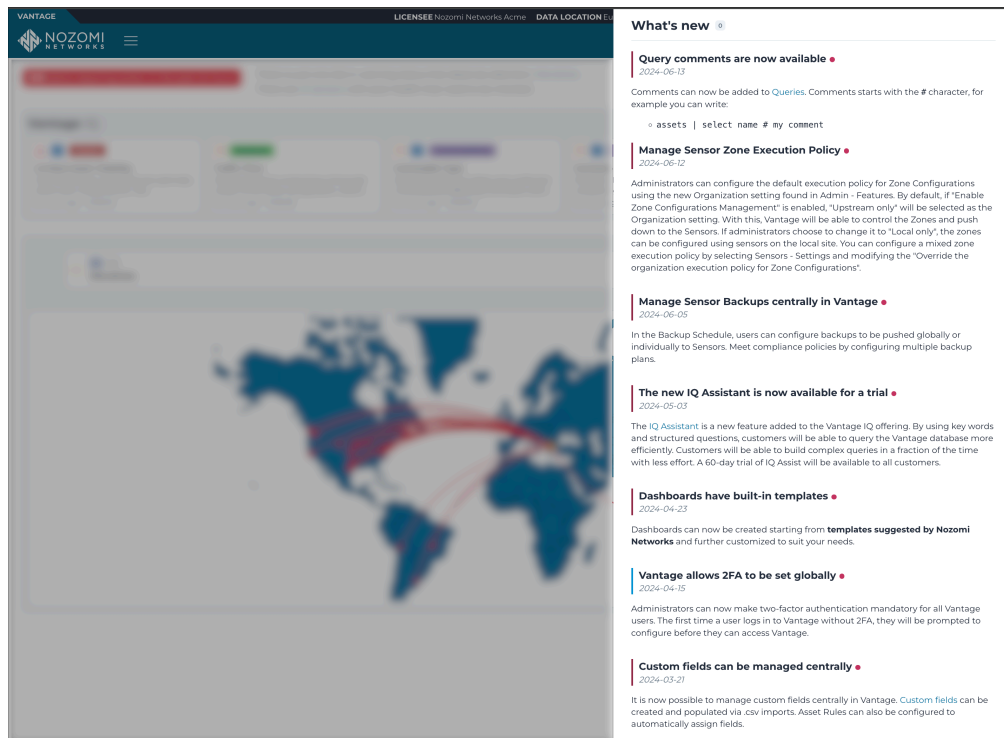 VANTAGE
LICENSEE Nozomi Networks Acme DATA LOCATION Eu
NOZOMI
NETWORKS
What's new 0
Query comments are now available
2024-06-13
Comments can now be added to Queries. Comments starts with the # character, for
example you can write:
assets | select name # my comment
Manage Sensor Zone Execution Policy
2024-06-12
Administrators can configure the default execution policy for Zone Configurations
using the new Organization setting found in Admin - Features. By default, if "Enable
Zone Configurations Management" is enabled, "Upstream only" will be selected as the
Organization setting. With this, Vantage will be able to control the Zones and push
down to the Sensors. If administrators choose to change it to "Local only", the zones
can be configured using sensors on the local site. You can configure a mixed zone
execution policy by selecting Sensors - Settings and modifying the "Override the
organization execution policy for Zone Configurations".
Manage Sensor Backups centrally in Vantage
2024-06-05
In the Backup Schedule, users can configure backups to be pushed globally or
individually to Sensors. Meet compliance policies by configuring multiple backup
plans.
The new IQ Assistant is now available for a trial
2024-05-03
The IQ Assistant is a new feature added to the Vantage IQ offering. By using key words
and structured questions, customers will be able to query the Vantage database more
efficiently. Customers will be able to build complex queries in a fraction of the time
with less effort. A 60-day trial of IQ Assist will be available to all customers.
Dashboards have built-in templates
2024-04-23
Dashboards can now be created starting from templates suggested by Nozomi
Networks and further customized to suit your needs.
Vantage allows 2FA to be set globally
2024-04-15
Administrators can now make two-factor authentication mandatory for all Vantage
users. The first time a user logs in to Vantage without 2FA, they will be prompted to
configure before they can access Vantage.
Custom fields can be managed centrally
2024-03-21
It is now possible to manage custom fields centrally in Vantage. Custom fields can be
created and populated via .csv imports. Asset Rules can also be configured to
automatically assign fields.